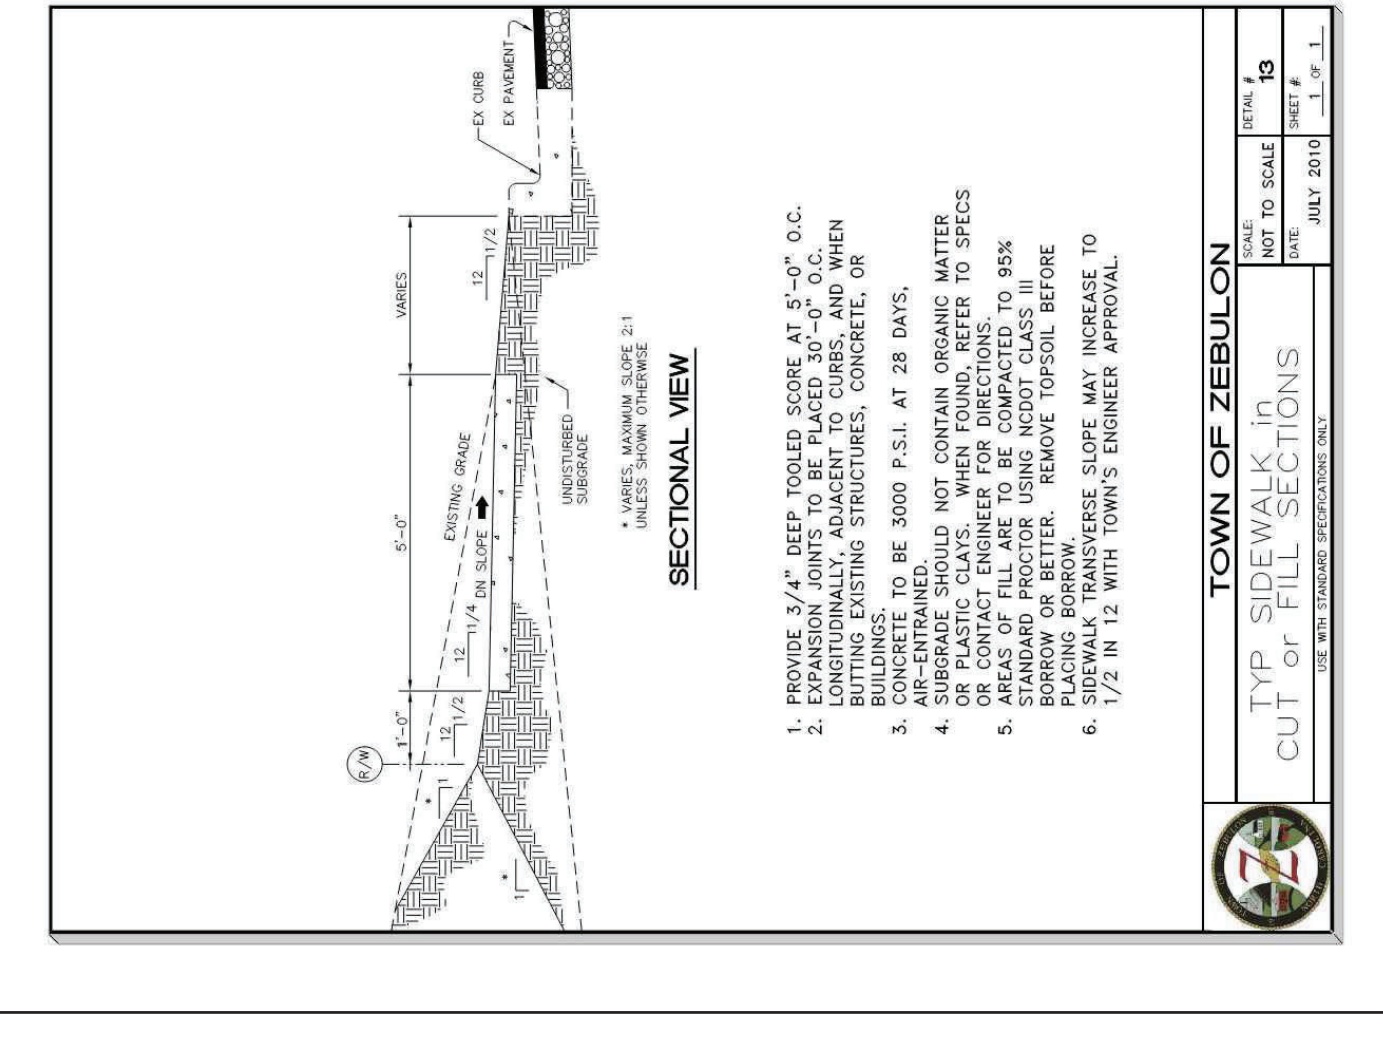 R/W
1'-0"
5'-0"
VARIES
EXISTING GRADE
EX CURB
EX PAVEMENT
*
1
12
1/2
12
1/4
DN SLOPE
12
1/2
1
*
UNDISTURBED
SUBGRADE
* VARIES, MAXIMUM SLOPE 2:1
UNLESS SHOWN OTHERWISE
SECTIONAL VIEW
1. PROVIDE 3/4" DEEP TOOLED SCORE AT 5'-0" O.C.
2. EXPANSION JOINTS TO BE PLACED 30'-0" O.C.
LONGITUDINALLY, ADJACENT TO CURBS, AND WHEN
BUTTING EXISTING STRUCTURES, CONCRETE, OR
BUILDINGS.
3. CONCRETE TO BE 3000 P.S.I. AT 28 DAYS,
AIR-ENTRAINED.
4. SUBGRADE SHOULD NOT CONTAIN ORGANIC MATTER
OR PLASTIC CLAYS. WHEN FOUND, REFER TO SPECS
OR CONTACT ENGINEER FOR DIRECTIONS.
5. AREAS OF FILL ARE TO BE COMPACTED TO 95%
STANDARD PROCTOR USING NCDOT CLASS III
BORROW OR BETTER. REMOVE TOPSOIL BEFORE
PLACING BORROW.
6. SIDEWALK TRANSVERSE SLOPE MAY INCREASE TO
1/2 IN 12 WITH TOWN'S ENGINEER APPROVAL.
TOWN OF ZEBULON
TOWN OF ZEBULON
NORTH CAROLINA
Z
TYP SIDEWALK in
CUT or FILL SECTIONS
USE WITH STANDARD SPECIFICATIONS ONLY.
SCALE:
NOT TO SCALE
DETAIL #
13
DATE:
JULY 2010
SHEET #:
1 OF 1